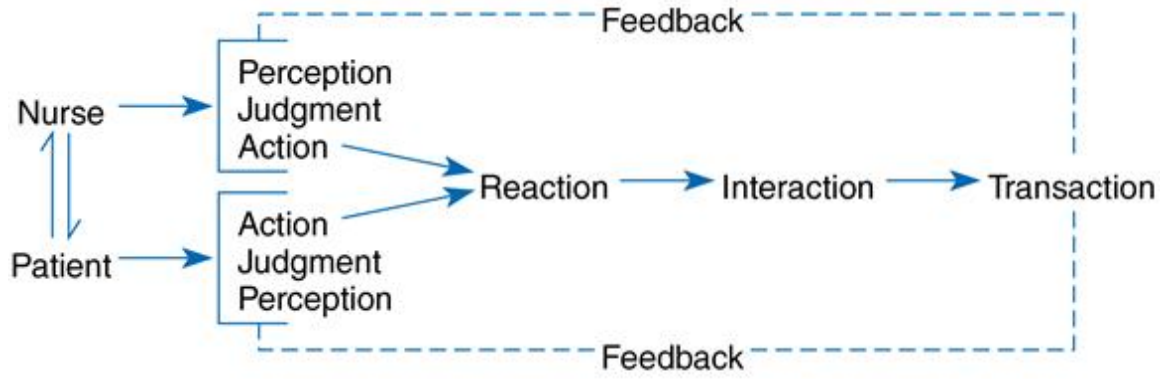 Feedback
Perception
Nurse
Judgment
Action
Reaction
Interaction
Transaction
Action
Patient
Judgment
Perception
Feedback